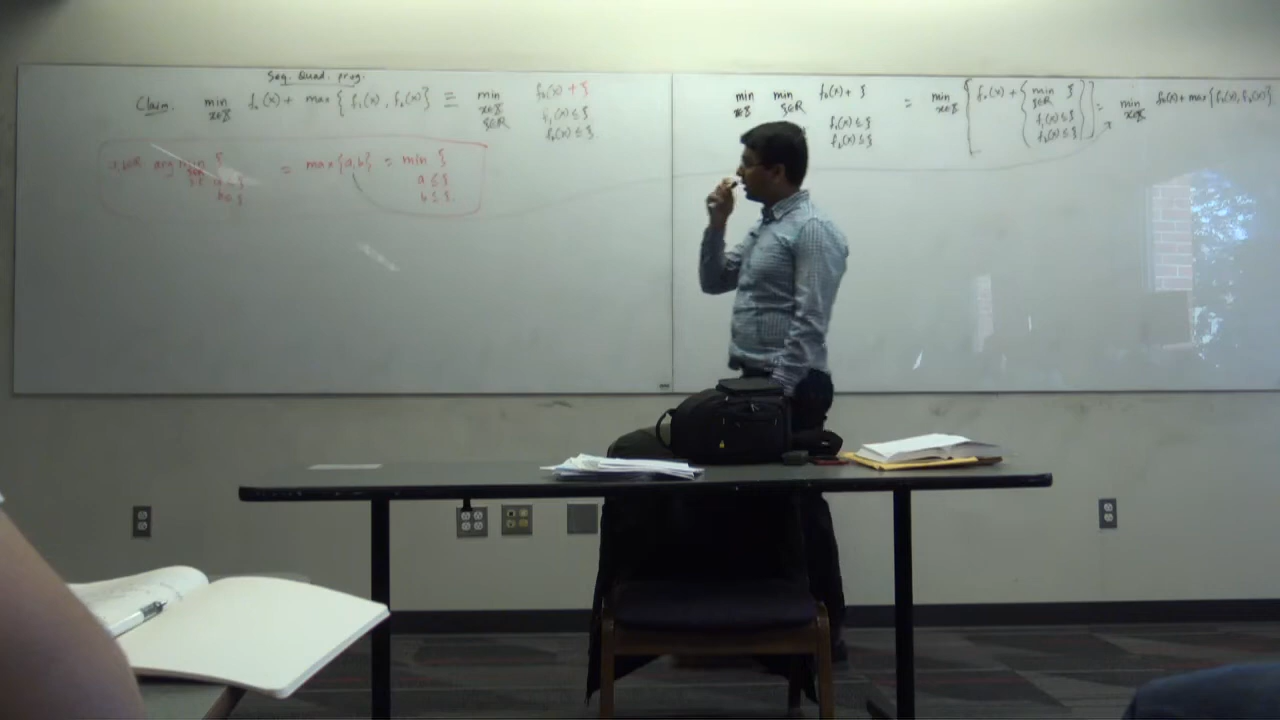 Seq. Quad. prog.
Claim. min f₀(x) + max{f₁(x), f₂(x)} ≡ min f₀(x) + ξ
x∈X ξ∈ℝ f₁(x) ≤ ξ
f₂(x) ≤ ξ.
= max{a,b} = min ξ
a ≤ ξ
b ≤ ξ.
min min f₀(x) + ξ = min [f₀(x) + { min ξ }] = min f₀(x) + max{f₁(x), f₂(x)}
x∈X ξ∈ℝ f₁(x) ≤ ξ x∈X ξ∈ℝ f₁(x) ≤ ξ x∈X
f₂(x) ≤ ξ f₂(x) ≤ ξ